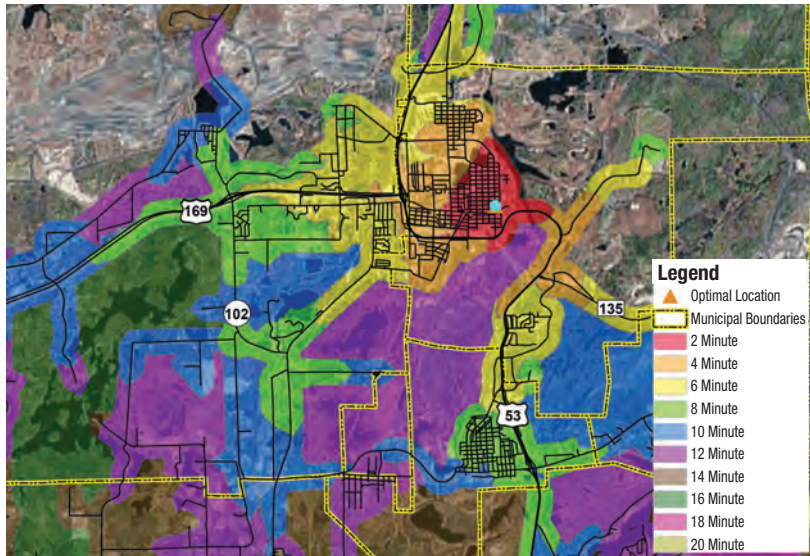 169
102
135
53
Legend
Optimal Location
Municipal Boundaries
2 Minute
4 Minute
6 Minute
8 Minute
10 Minute
12 Minute
14 Minute
16 Minute
18 Minute
20 Minute